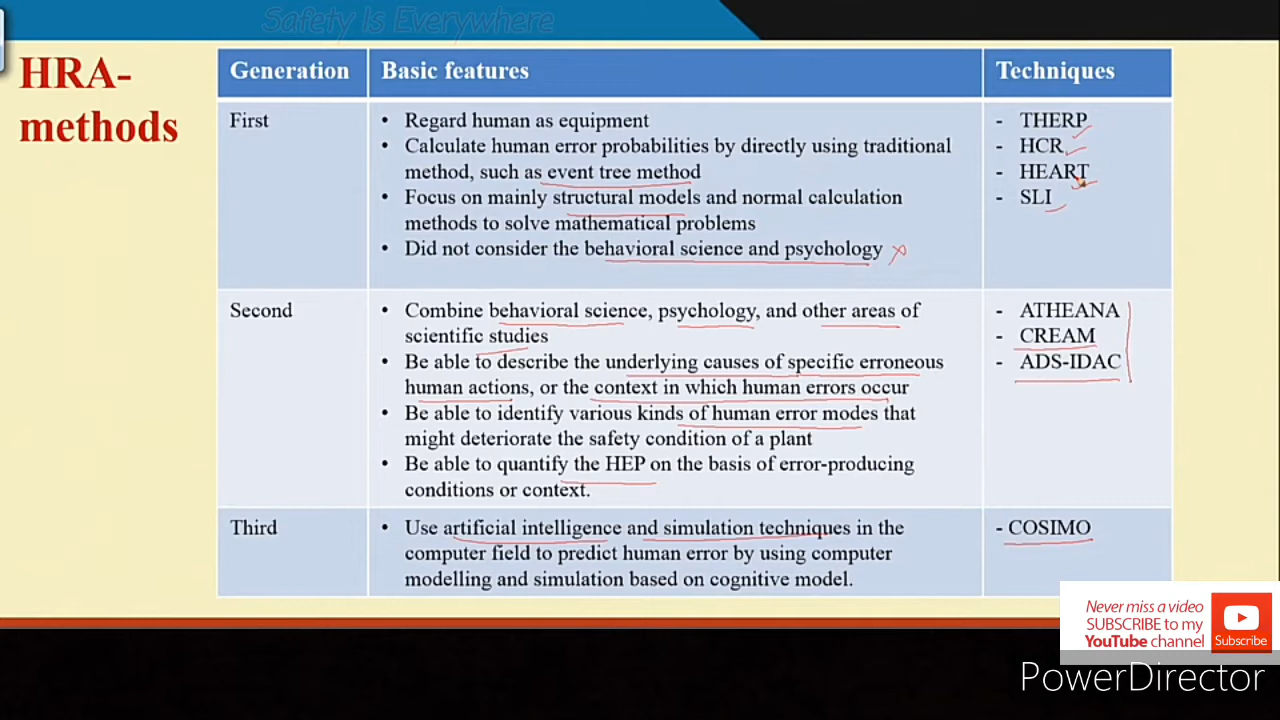 Safety Is Everywhere
HRA-
methods
Generation
Basic features
Techniques
First
• Regard human as equipment
• Calculate human error probabilities by directly using traditional
method, such as event tree method
• Focus on mainly structural models and normal calculation
methods to solve mathematical problems
• Did not consider the behavioral science and psychology
- THERP
- HCR
- HEART
- SLI
Second
• Combine behavioral science, psychology, and other areas of
scientific studies
• Be able to describe the underlying causes of specific erroneous
human actions, or the context in which human errors occur
• Be able to identify various kinds of human error modes that
might deteriorate the safety condition of a plant
• Be able to quantify the HEP on the basis of error-producing
conditions or context.
- ATHEANA
- CREAM
- ADS-IDAC
Third
• Use artificial intelligence and simulation techniques in the
computer field to predict human error by using computer
modelling and simulation based on cognitive model.
- COSIMO
Never miss a video
SUBSCRIBE to my
YouTube channel
Subscribe
PowerDirector